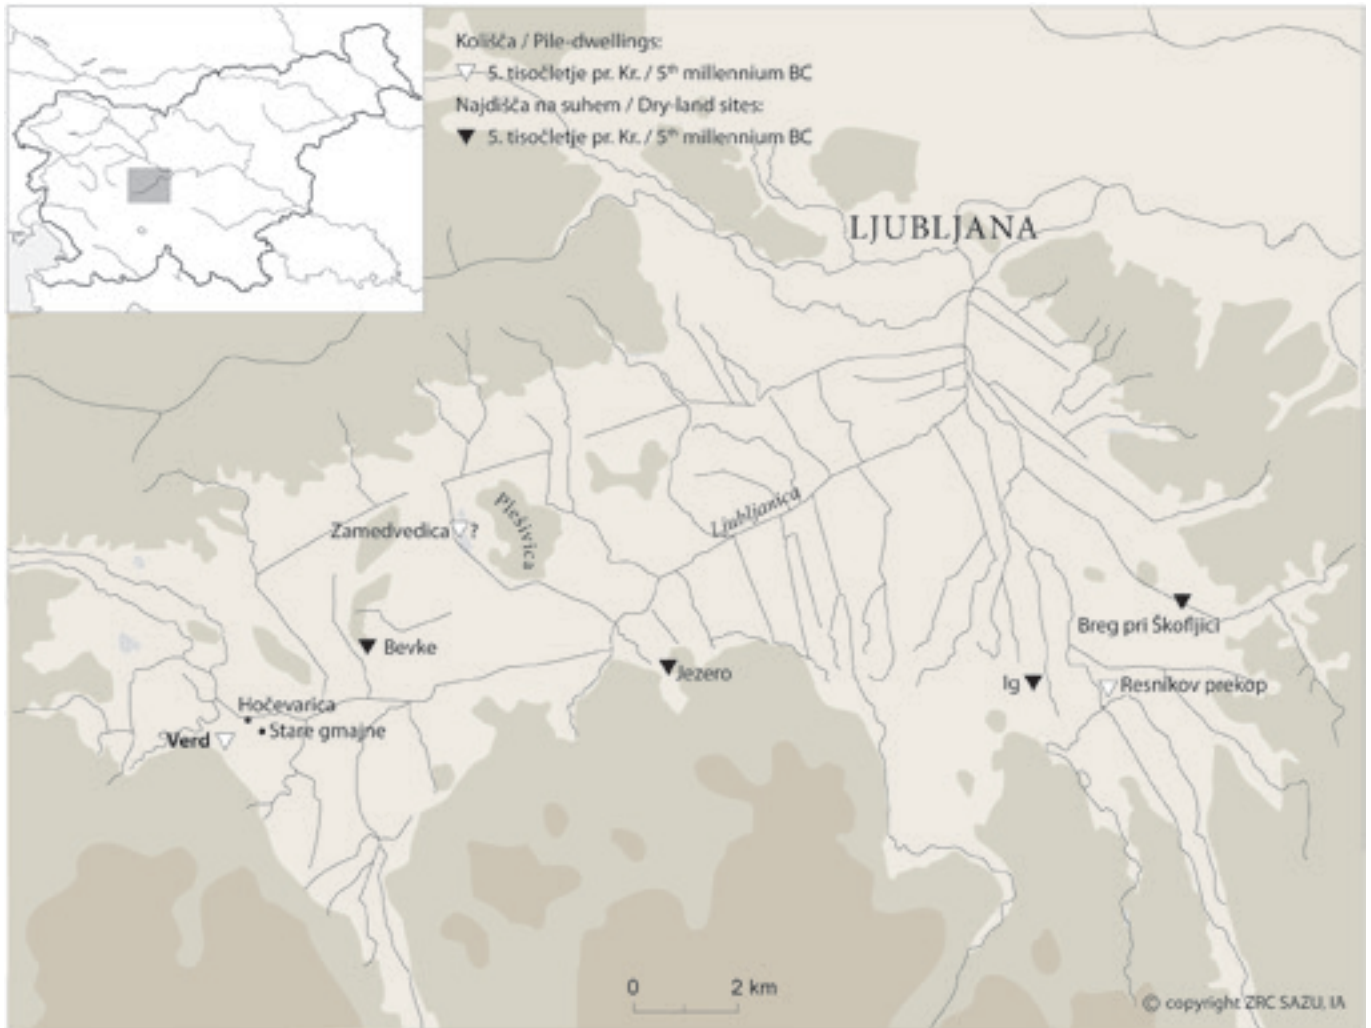 Kolišča / Pile-dwellings:
5. tisočletje pr. Kr. / 5th millennium BC
Najdišča na suhem / Dry-land sites:
5. tisočletje pr. Kr. / 5th millennium BC
LJUBLJANA
Plešivica
Ljubljanica
Zamedvedica ?
Breg pri Škofljici
Bevke
Jezero
Ig
Resnikov prekop
Hočevarica
Stare gmajne
Verd
0 2 km
© copyright ZRC SAZU, IA